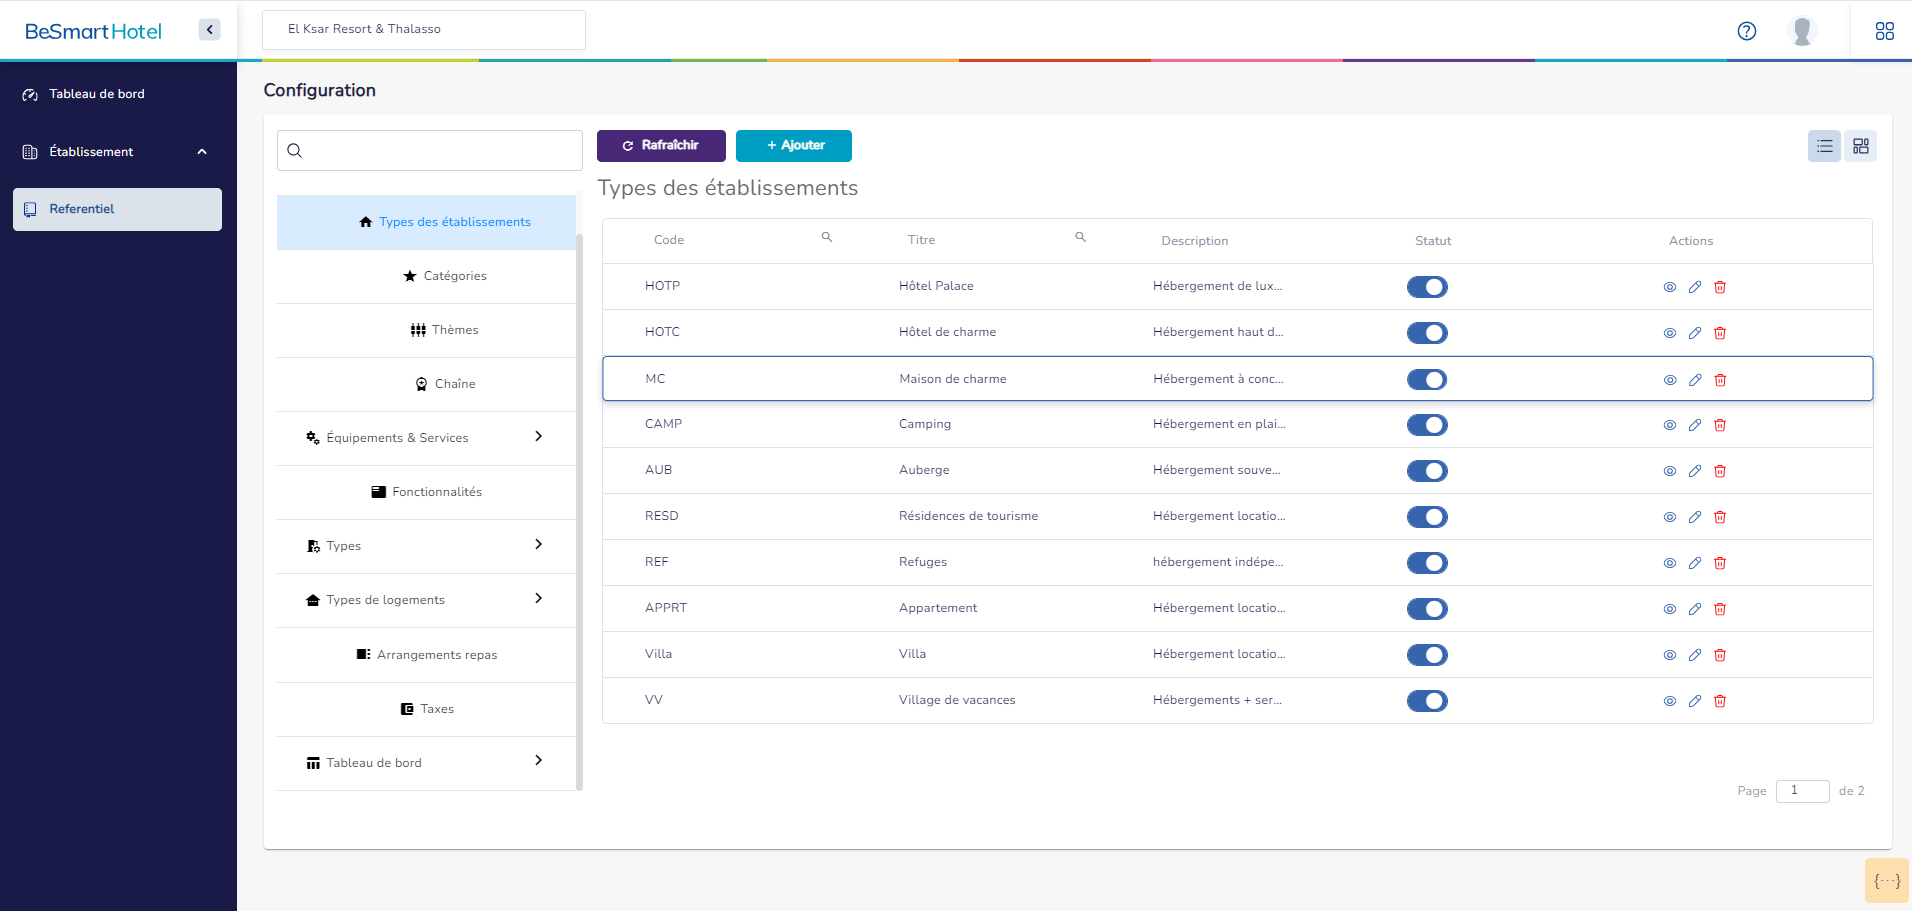 BeSmartHotel
El Ksar Resort & Thalasso
Tableau de bord
Établissement
Referentiel
Configuration
Rafraîchir
+ Ajouter
Types des établissements
Catégories
Thèmes
Chaîne
Équipements & Services
Fonctionnalités
Types
Types de logements
Arrangements repas
Taxes
Tableau de bord
Types des établissements
Code Titre Description Statut Actions
HOTP Hôtel Palace Hébergement de lux...
HOTC Hôtel de charme Hébergement haut d...
MC Maison de charme Hébergement à conc...
CAMP Camping Hébergement en plai...
AUB Auberge Hébergement souve...
RESD Résidences de tourisme Hébergement locatio...
REF Refuges hébergement indépe...
APPRT Appartement Hébergement locatio...
Villa Villa Hébergement locatio...
VV Village de vacances Hébergements + ser...
Page 1 de 2
{···}